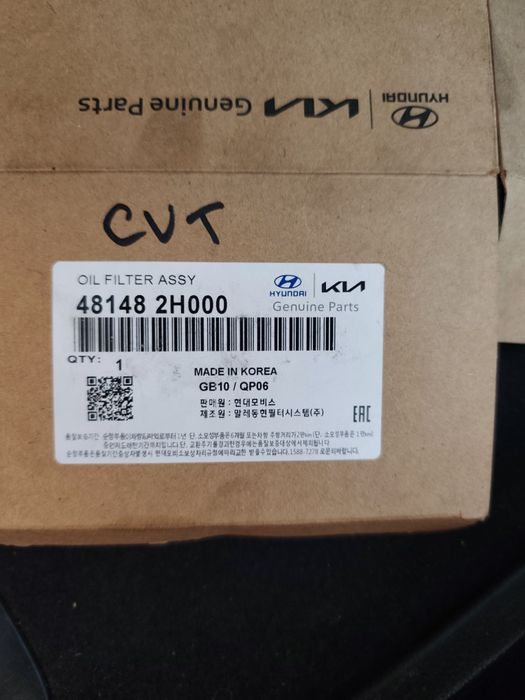 HYUNDAI | KIA Genuine Parts
CVT
OIL FILTER ASSY
HYUNDAI | KIA
48148 2H000
Genuine Parts
QTY: 1
MADE IN KOREA
GB10 / QP06
판매원 : 현대모비스
제조원 : 말레동현필터시스템(주)
EAC